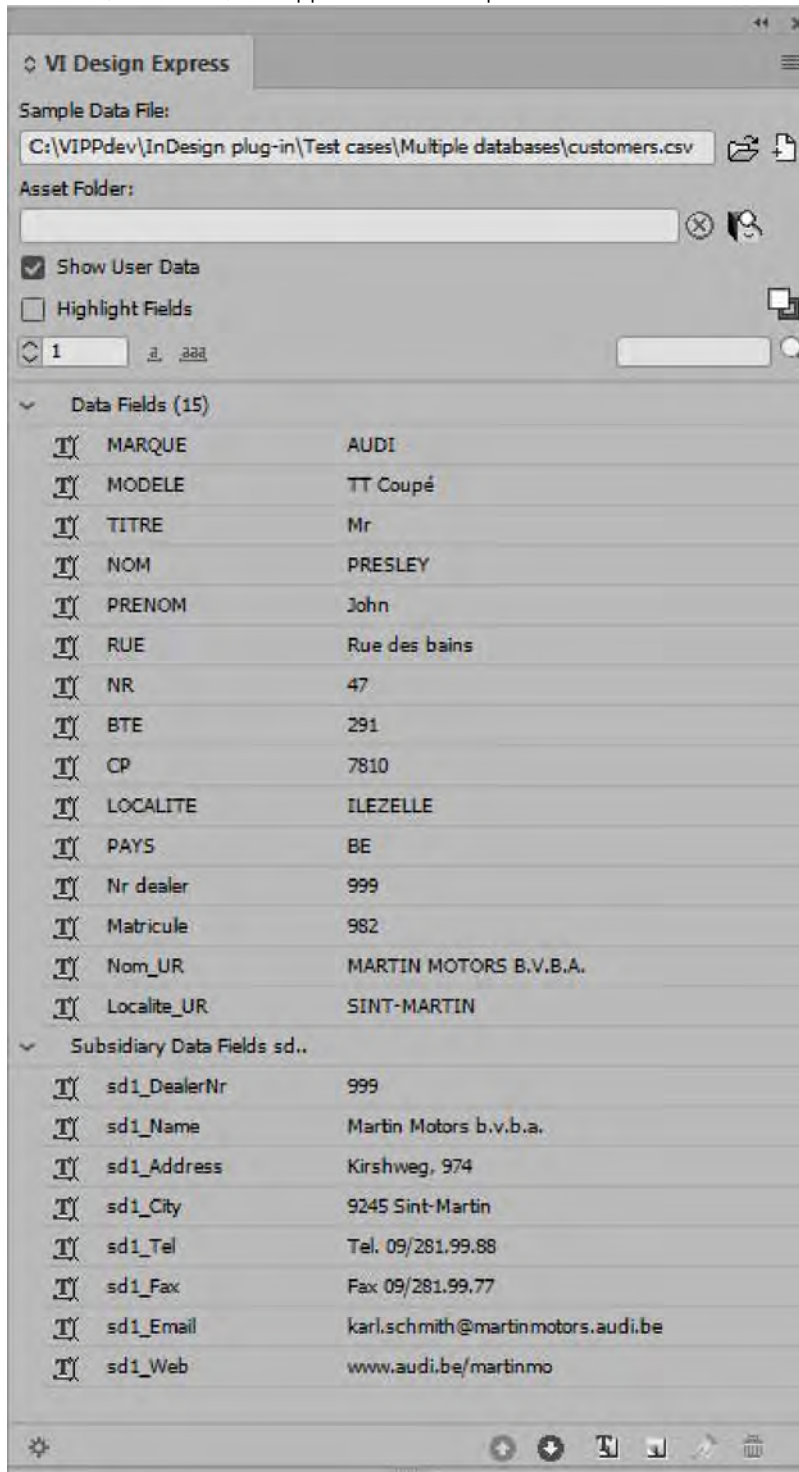 VI Design Express
Sample Data File:
C:\VIPPdev\InDesign plug-in\Test cases\Multiple databases\customers.csv
Asset Folder:
Show User Data
Highlight Fields
1 a aaa
Data Fields (15)
MARQUE AUDI
MODELE TT Coupé
TITRE Mr
NOM PRESLEY
PRENOM John
RUE Rue des bains
NR 47
BTE 291
CP 7810
LOCALITE ILEZELLE
PAYS BE
Nr dealer 999
Matricule 982
Nom_UR MARTIN MOTORS B.V.B.A.
Localite_UR SINT-MARTIN
Subsidiary Data Fields sd..
sd1_DealerNr 999
sd1_Name Martin Motors b.v.b.a.
sd1_Address Kirshweg, 974
sd1_City 9245 Sint-Martin
sd1_Tel Tel. 09/281.99.88
sd1_Fax Fax 09/281.99.77
sd1_Email karl.schmith@martinmotors.audi.be
sd1_Web www.audi.be/martinmo